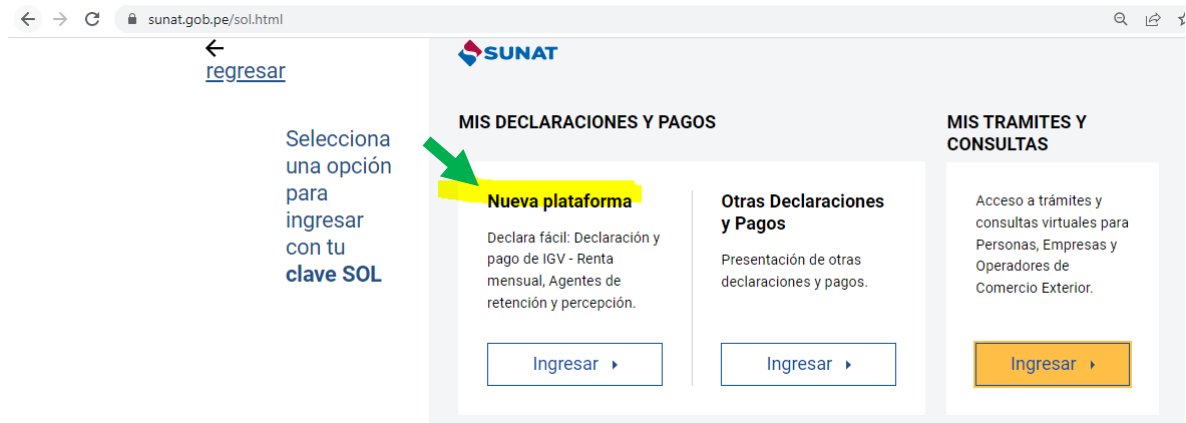 sunat.gob.pe/sol.html
regresar
Selecciona
una opción
para
ingresar
con tu
clave SOL
SUNAT
MIS DECLARACIONES Y PAGOS
Nueva plataforma
Declara fácil: Declaración y
pago de IGV - Renta
mensual, Agentes de
retención y percepción.
Ingresar
Otras Declaraciones
y Pagos
Presentación de otras
declaraciones y pagos.
Ingresar
MIS TRAMITES Y
CONSULTAS
Acceso a trámites y
consultas virtuales para
Personas, Empresas y
Operadores de
Comercio Exterior.
Ingresar